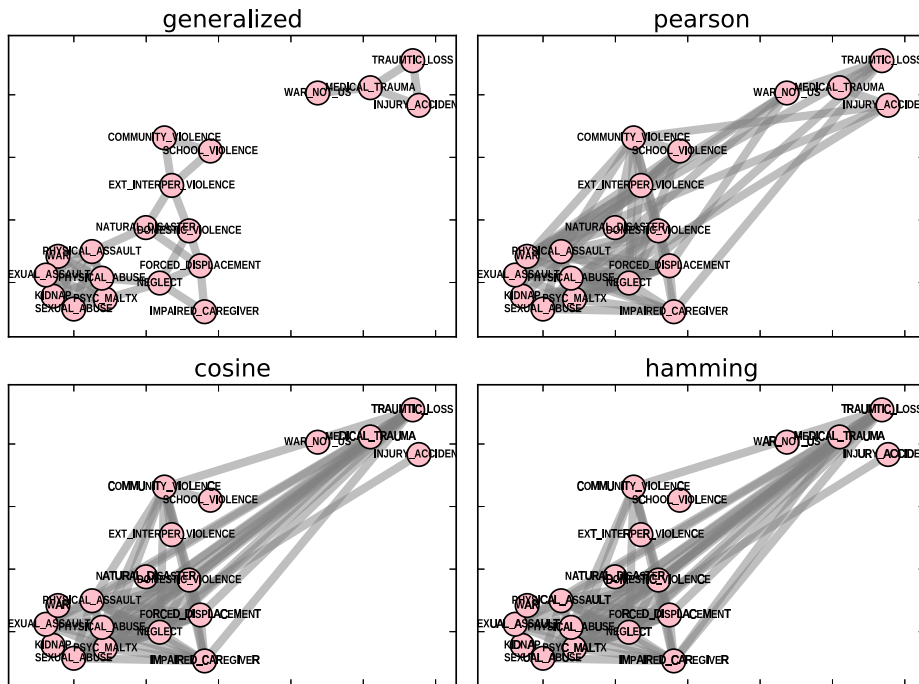 generalized
TRAUMTIC_LOSS
MEDICAL_TRAUMA
WAR_NOT_US
INJURY_ACCIDEN
COMMUNITY_VIOLENCE
SCHOOL_VIOLENCE
EXT_INTERPER_VIOLENCE
NATURAL_DISASTER
DOMESTIC_VIOLENCE
PHYSICAL_ASSAULT
WAR
FORCED_DISPLACEMENT
EXUAL_ASSAULT
PHYSICAL_ABUSE
NEGLECT
KIDNAP
PSYC_MALTX
SEXUAL_ABUSE
IMPAIRED_CAREGIVER
pearson
TRAUMTIC_LOSS
MEDICAL_TRAUMA
WAR_NOT_US
INJURY_ACCIDEN
COMMUNITY_VIOLENCE
SCHOOL_VIOLENCE
EXT_INTERPER_VIOLENCE
NATURAL_DISASTER
DOMESTIC_VIOLENCE
PHYSICAL_ASSAULT
WAR
FORCED_DISPLACEMENT
EXUAL_ASSAULT
PHYSICAL_ABUSE
NEGLECT
KIDNAP
PSYC_MALTX
SEXUAL_ABUSE
IMPAIRED_CAREGIVER
cosine
TRAUMTIC_LOSS
MEDICAL_TRAUMA
WAR_NOT_US
INJURY_ACCIDEN
COMMUNITY_VIOLENCE
SCHOOL_VIOLENCE
EXT_INTERPER_VIOLENCE
NATURAL_DISASTER
DOMESTIC_VIOLENCE
PHYSICAL_ASSAULT
WAR
FORCED_DISPLACEMENT
EXUAL_ASSAULT
PHYSICAL_ABUSE
NEGLECT
KIDNAP
PSYC_MALTX
SEXUAL_ABUSE
IMPAIRED_CAREGIVER
hamming
TRAUMTIC_LOSS
MEDICAL_TRAUMA
WAR_NOT_US
INJURY_ACCIDEN
COMMUNITY_VIOLENCE
SCHOOL_VIOLENCE
EXT_INTERPER_VIOLENCE
NATURAL_DISASTER
DOMESTIC_VIOLENCE
PHYSICAL_ASSAULT
WAR
FORCED_DISPLACEMENT
EXUAL_ASSAULT
PHYSICAL_ABUSE
NEGLECT
KIDNAP
PSYC_MALTX
SEXUAL_ABUSE
IMPAIRED_CAREGIVER